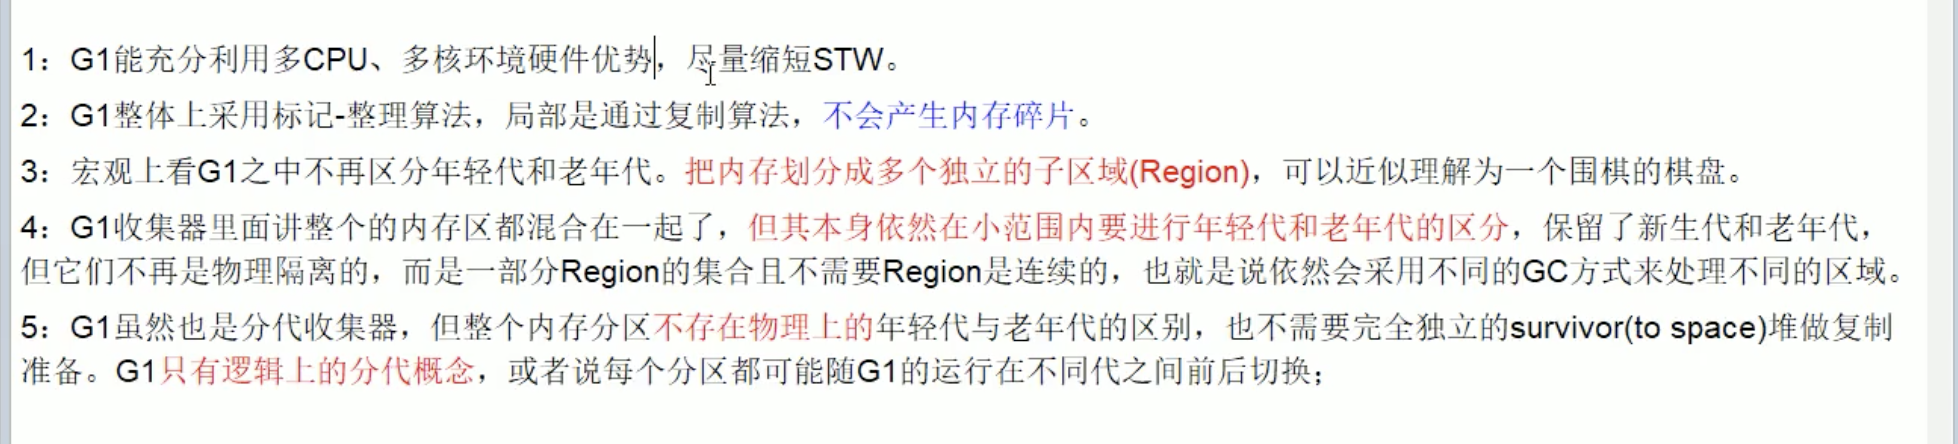 1：G1能充分利用多CPU、多核环境硬件优势，尽量缩短STW。
2：G1整体上采用标记-整理算法，局部是通过复制算法，不会产生内存碎片。
3：宏观上看G1之中不再区分年轻代和老年代。把内存划分成多个独立的子区域(Region)，可以近似理解为一个围棋的棋盘。
4：G1收集器里面讲整个的内存区都混合在一起了，但其本身依然在小范围内要进行年轻代和老年代的区分，保留了新生代和老年代，
但它们不再是物理隔离的，而是一部分Region的集合且不需要Region是连续的，也就是说依然会采用不同的GC方式来处理不同的区域。
5：G1虽然也是分代收集器，但整个内存分区不存在物理上的年轻代与老年代的区别，也不需要完全独立的survivor(to space)堆做复制
准备。G1只有逻辑上的分代概念，或者说每个分区都可能随G1的运行在不同代之间前后切换；